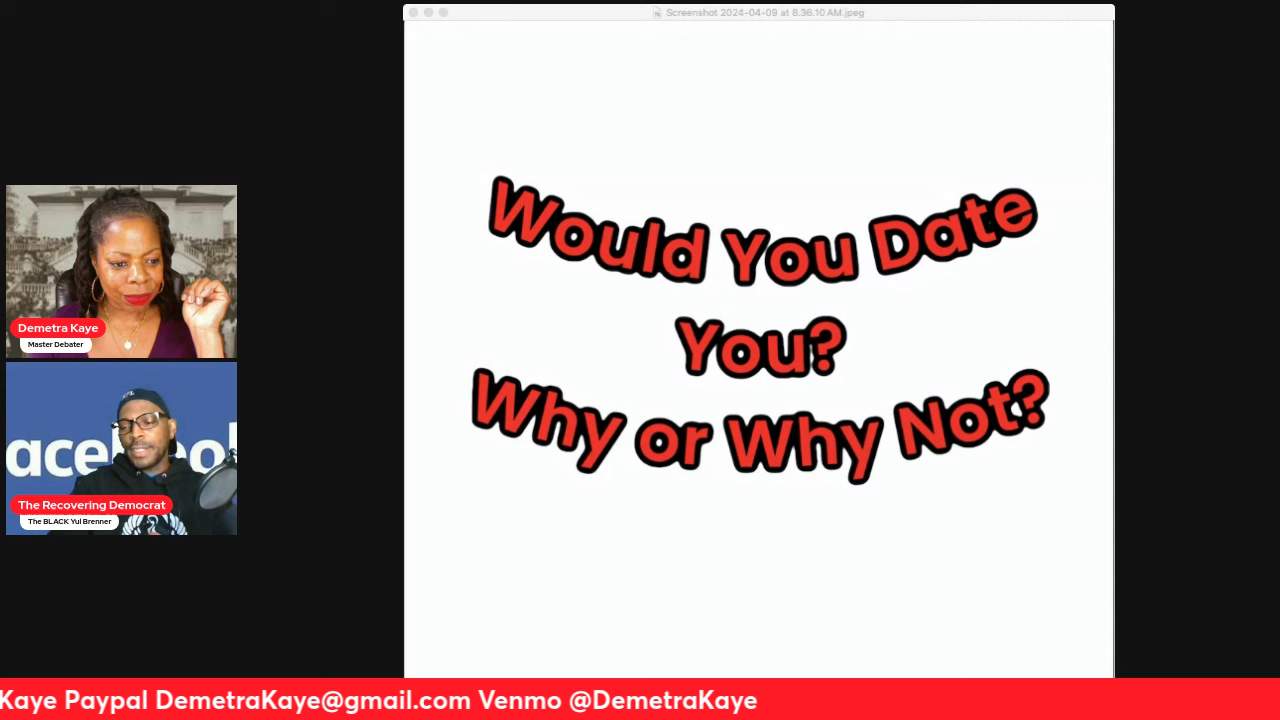 Screenshot 2024-04-09 at 8.36.10 AM.jpeg
Would You Date
You?
Why or Why Not?
Demetra Kaye
Master Debater
acebook
The Recovering Democrat
The BLACK Yul Brenner
Kaye Paypal DemetraKaye@gmail.com Venmo @DemetraKaye